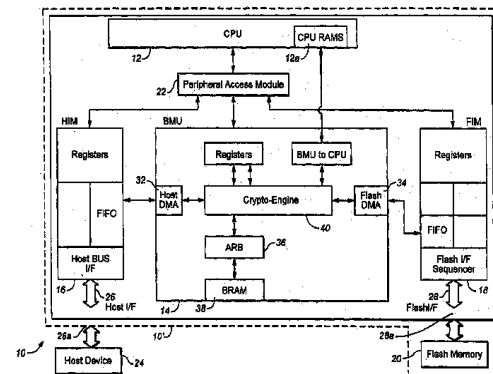 CPU
CPU RAMS
12
12a
22
Peripheral Access Module
HIM
BMU
FIM
Registers
Registers
BMU to CPU
Registers
32
Host DMA
Crypto-Engine
Flash DMA
34
40
FIFO
FIFO
ARB
36
Host BUS I/F
BRAM
Flash I/F Sequencer
16
26
Host I/F
14
38
28
Flash I/F
18
26a
10
28a
10
Host Device
24
20
Flash Memory